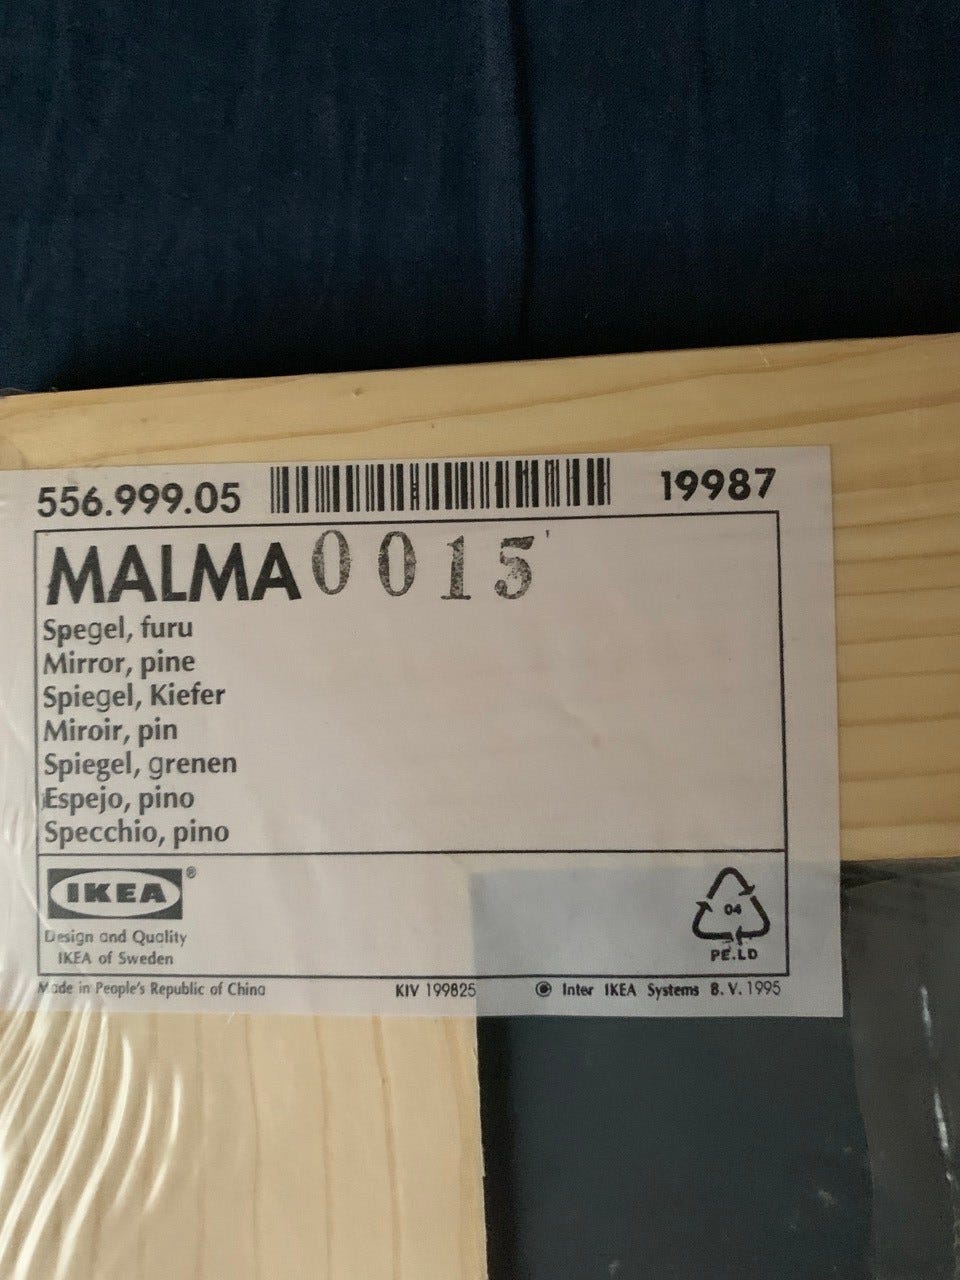 556.999.05 19987
MALMA 0015
Spegel, furu
Mirror, pine
Spiegel, Kiefer
Miroir, pin
Spiegel, grenen
Espejo, pino
Specchio, pino
IKEA®
Design and Quality
IKEA of Sweden
04
PE.LD
Made in People's Republic of China KIV 199825 © Inter IKEA Systems B.V. 1995